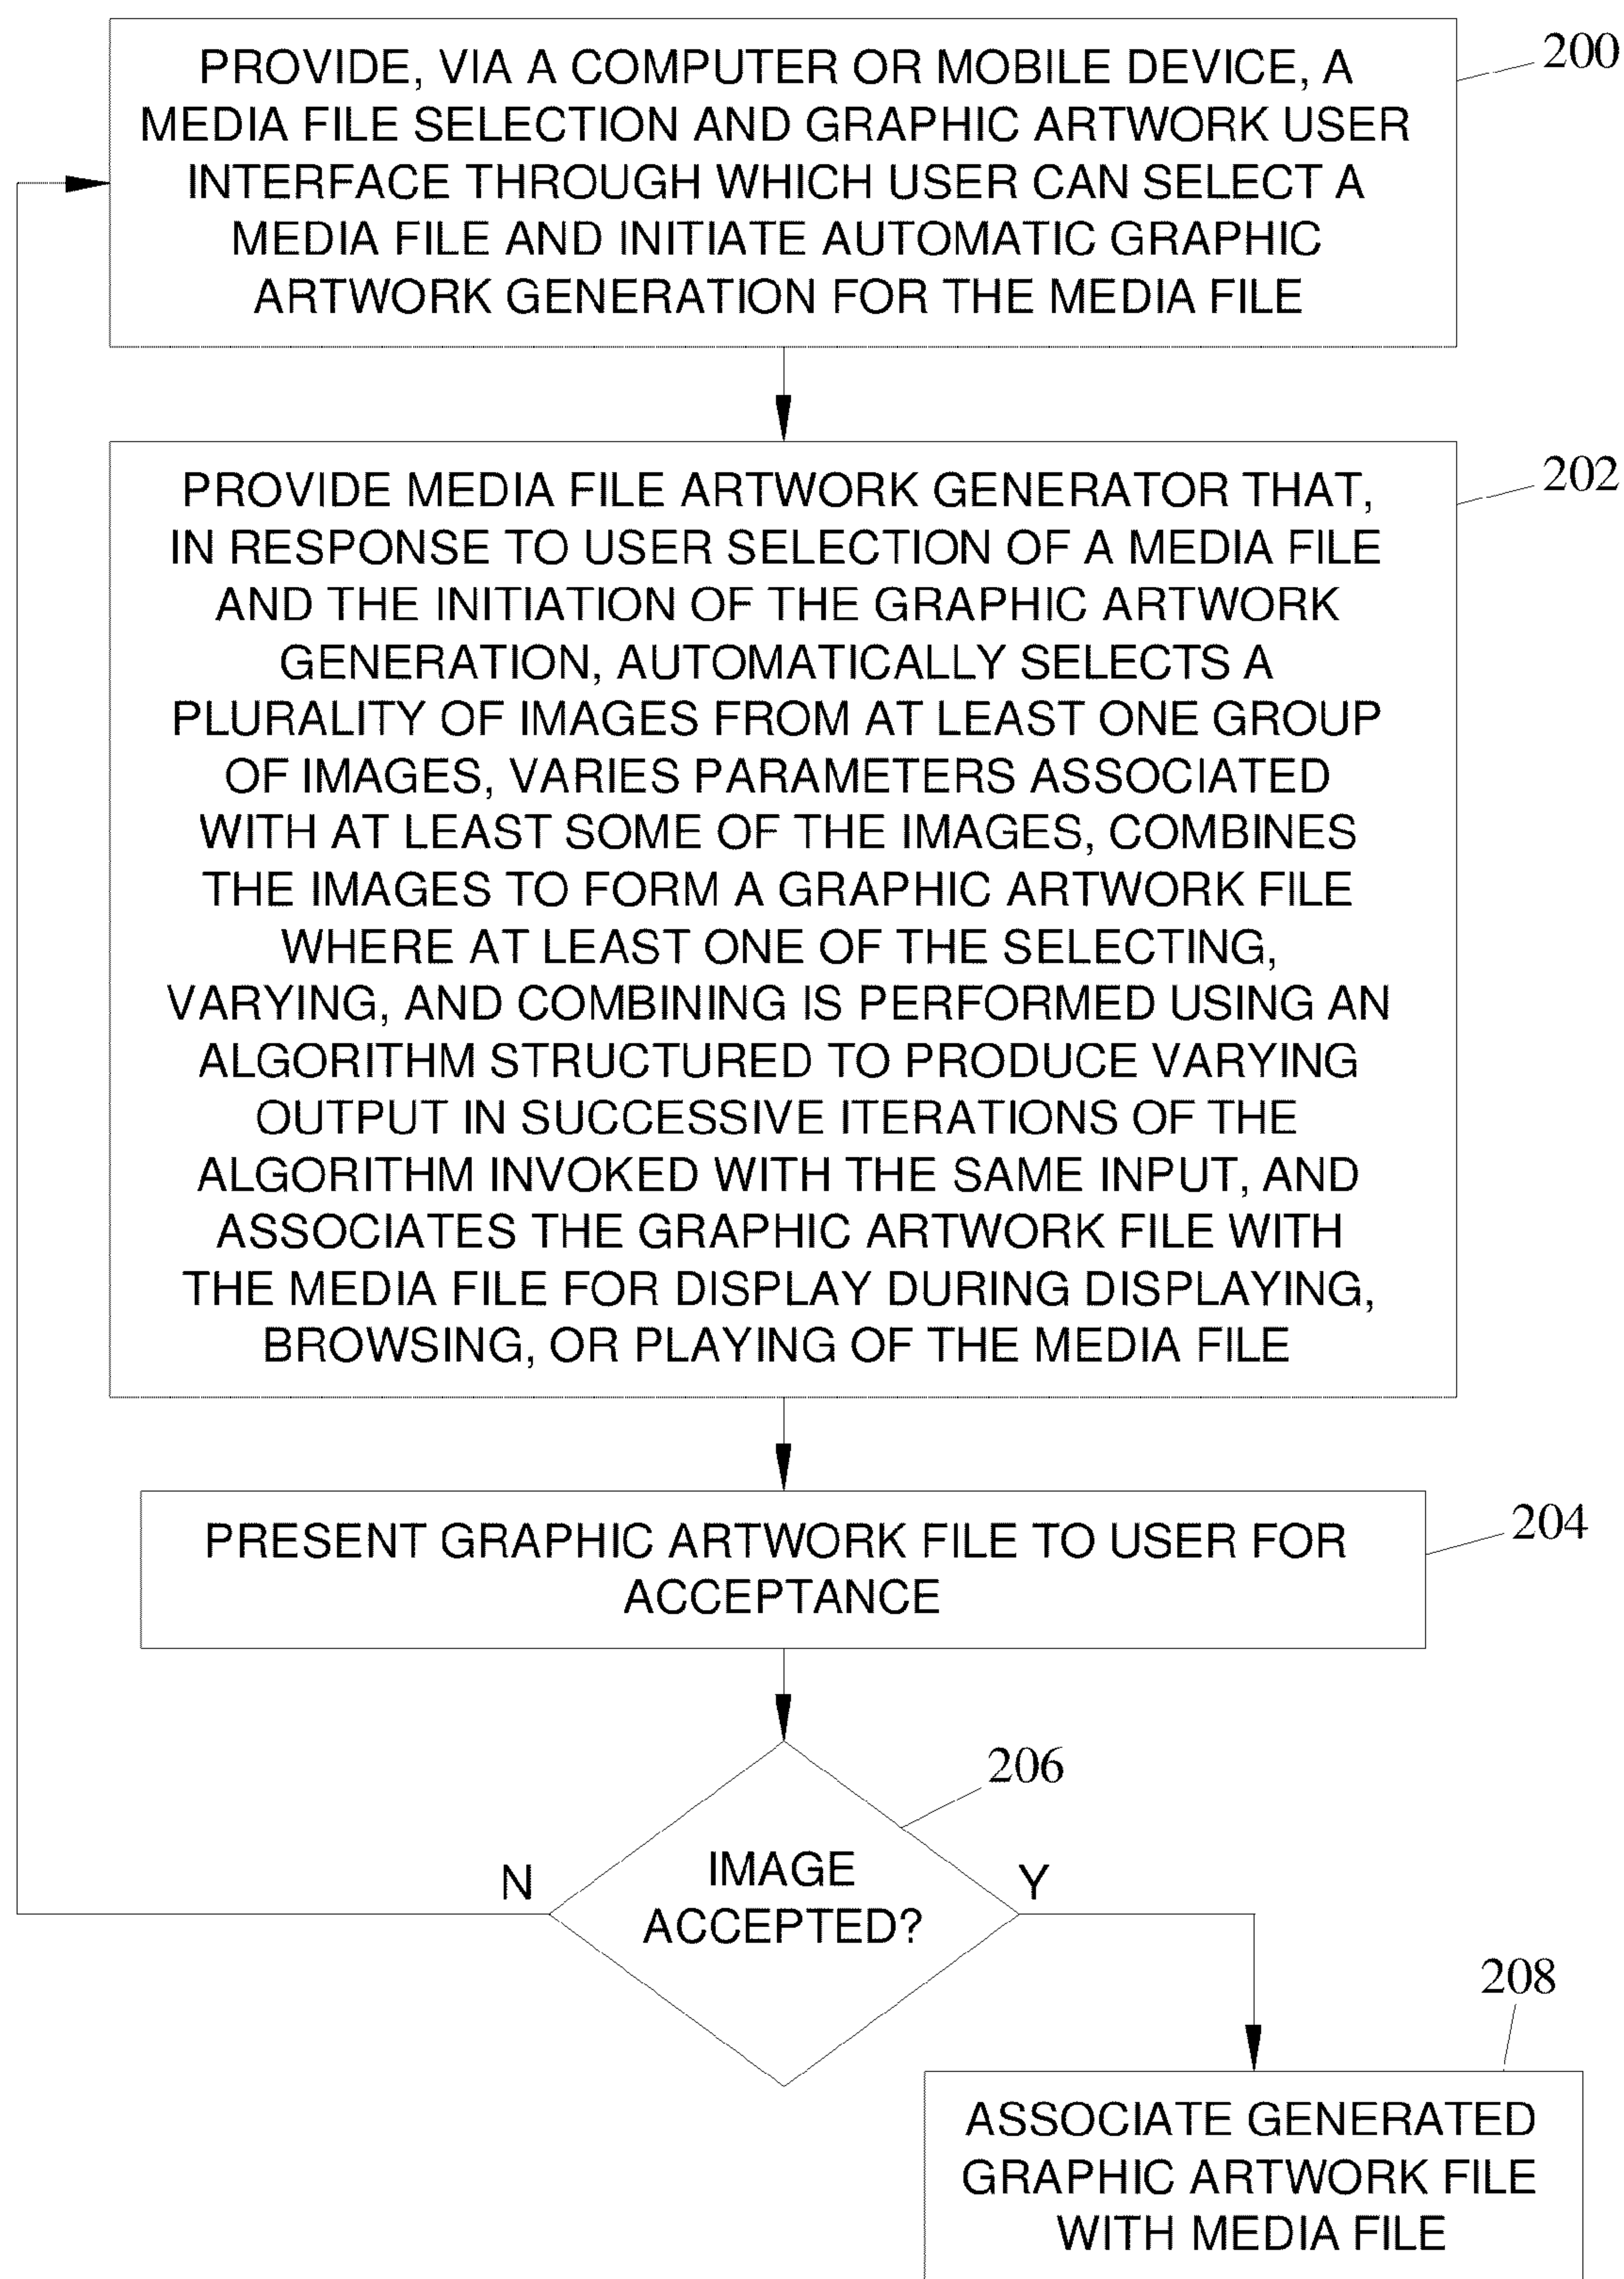 PROVIDE, VIA A COMPUTER OR MOBILE DEVICE, A
MEDIA FILE SELECTION AND GRAPHIC ARTWORK USER
INTERFACE THROUGH WHICH USER CAN SELECT A
MEDIA FILE AND INITIATE AUTOMATIC GRAPHIC
ARTWORK GENERATION FOR THE MEDIA FILE
200
PROVIDE MEDIA FILE ARTWORK GENERATOR THAT,
IN RESPONSE TO USER SELECTION OF A MEDIA FILE
AND THE INITIATION OF THE GRAPHIC ARTWORK
GENERATION, AUTOMATICALLY SELECTS A
PLURALITY OF IMAGES FROM AT LEAST ONE GROUP
OF IMAGES, VARIES PARAMETERS ASSOCIATED
WITH AT LEAST SOME OF THE IMAGES, COMBINES
THE IMAGES TO FORM A GRAPHIC ARTWORK FILE
WHERE AT LEAST ONE OF THE SELECTING,
VARYING, AND COMBINING IS PERFORMED USING AN
ALGORITHM STRUCTURED TO PRODUCE VARYING
OUTPUT IN SUCCESSIVE ITERATIONS OF THE
ALGORITHM INVOKED WITH THE SAME INPUT, AND
ASSOCIATES THE GRAPHIC ARTWORK FILE WITH
THE MEDIA FILE FOR DISPLAY DURING DISPLAYING,
BROWSING, OR PLAYING OF THE MEDIA FILE
202
PRESENT GRAPHIC ARTWORK FILE TO USER FOR
ACCEPTANCE
204
206
N
IMAGE
ACCEPTED?
Y
208
ASSOCIATE GENERATED
GRAPHIC ARTWORK FILE
WITH MEDIA FILE